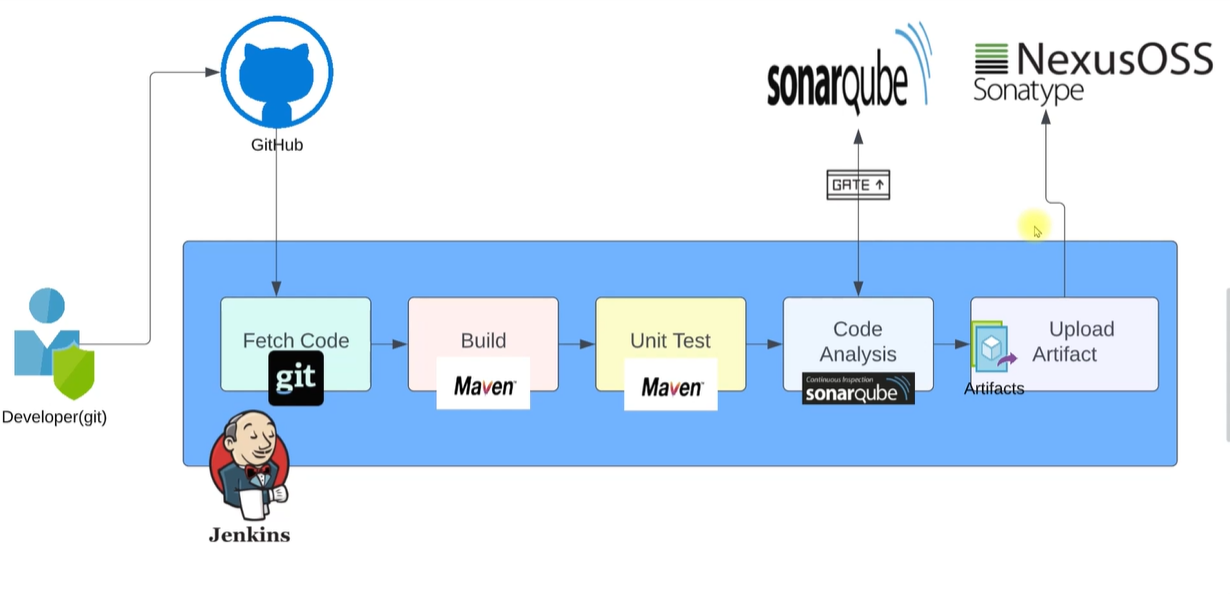 GitHub
sonarqube
NexusOSS
Sonatype
GATE ↑
Fetch Code
git
Build
Maven
Unit Test
Maven
Code
Analysis
Continuous Inspection
sonarqube
Upload
Artifact
Artifacts
Developer(git)
Jenkins